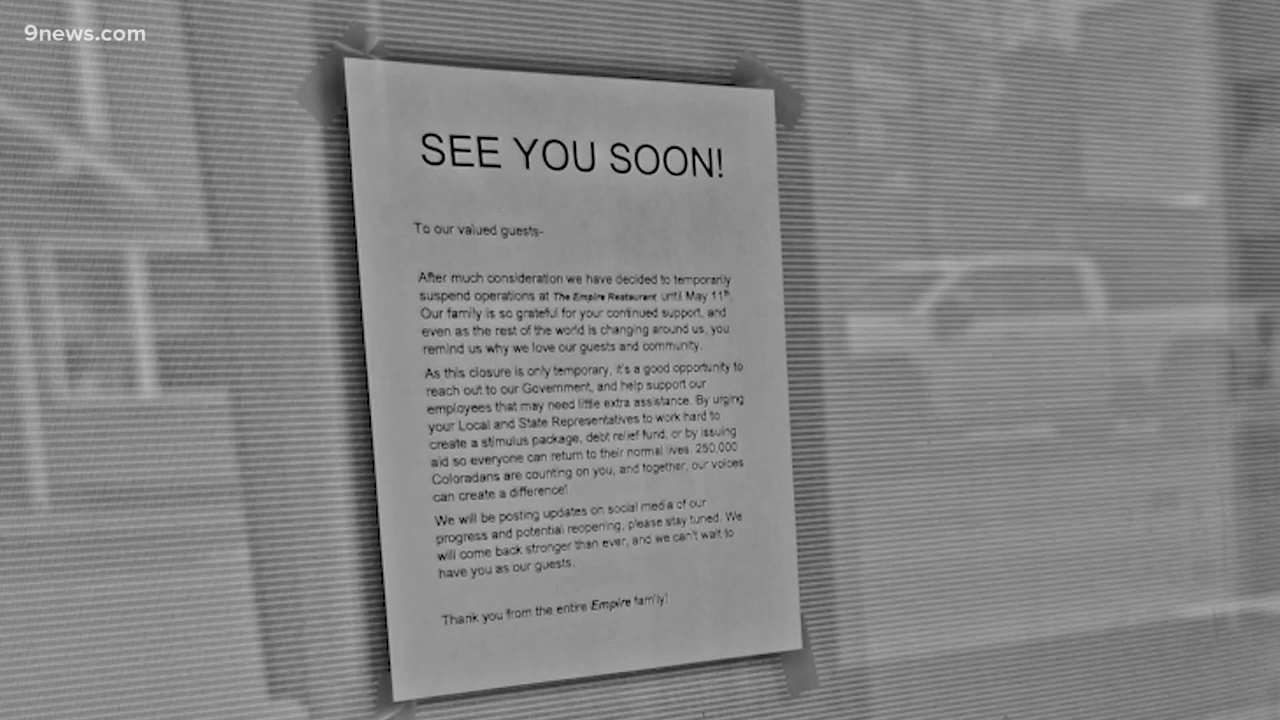 9news.com
SEE YOU SOON!
To our valued guests-
After much consideration we have decided to temporarily
suspend operations at The Empire Restaurant until May 11th.
Our family is so grateful for your continued support, and
even as the rest of the world is changing around us, you
remind us why we love our guests and community.
As this closure is only temporary, it's a good opportunity to
reach out to our Government, and help support our
employees that may need little extra assistance. By urging
your Local and State Representatives to work hard to
create a stimulus package, debt relief fund, or by issuing
aid so everyone can return to their normal lives. 250,000
Coloradans are counting on you, and together, our voices
can create a difference!
We will be posting updates on social media of our
progress and potential reopening, please stay tuned. We
will come back stronger than ever, and we can't wait to
have you as our guests.
Thank you from the entire Empire family!